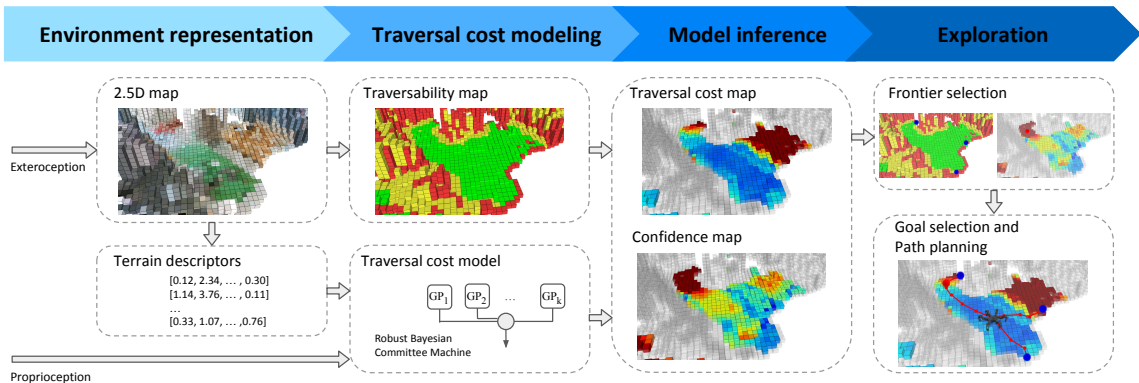 Environment representation
Traversal cost modeling
Model inference
Exploration
2.5D map
Exteroception
Terrain descriptors
[0.12, 2.34, … , 0.30]
[1.14, 3.76, … , 0.11]
…
[0.33, 1.07, … ,0.76]
Proprioception
Traversability map
Traversal cost model
GP1 GP2 … GPk
Robust Bayesian
Committee Machine
Traversal cost map
Confidence map
Frontier selection
Goal selection and
Path planning